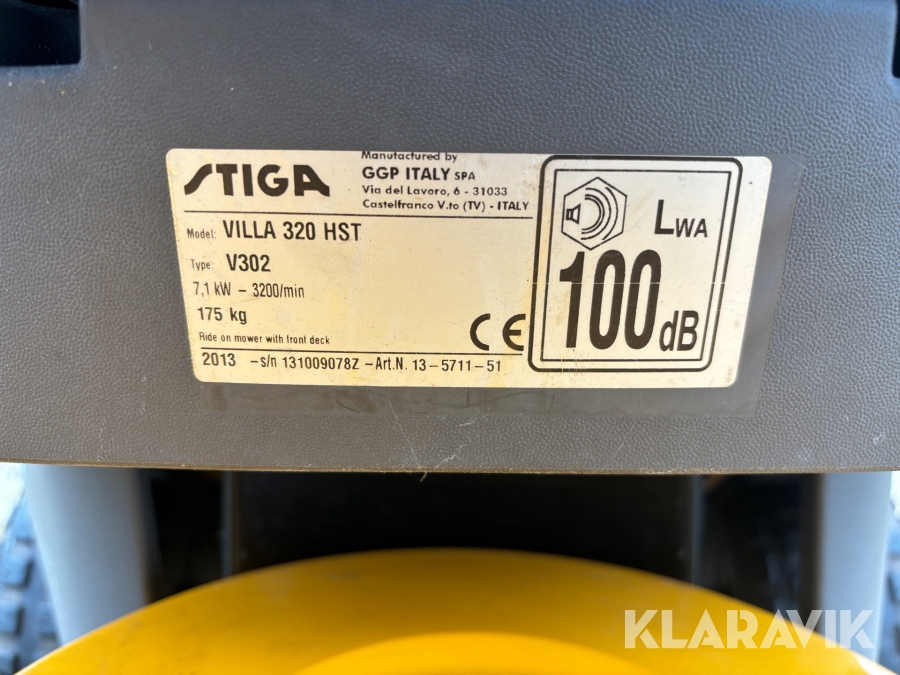 STIGA
Manufactured by
GGP ITALY SPA
Via del Lavoro, 6 - 31033
Castelfranco V.to (TV) - ITALY
Model: VILLA 320 HST
Type: V302
7,1 kW - 3200/min
175 kg
Ride on mower with front deck
2013 -s/n 131009078Z -Art.N. 13-5711-51
CE
LWA
100dB
KLARAVIK